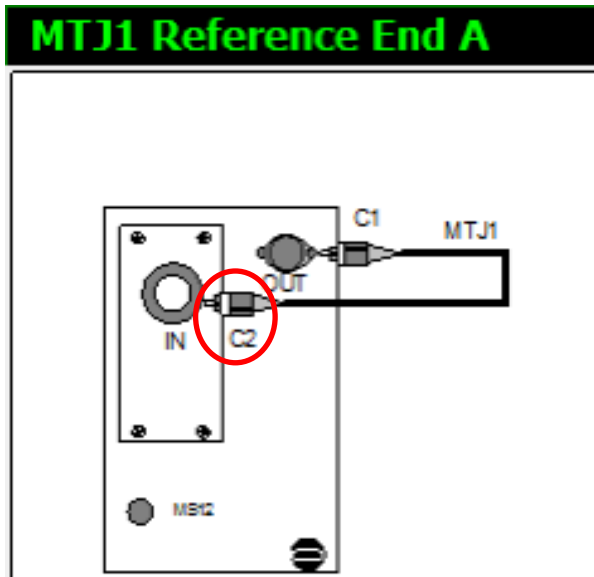 MTJ1 Reference End A
C1
MTJ1
OUT
IN
C2
MS12